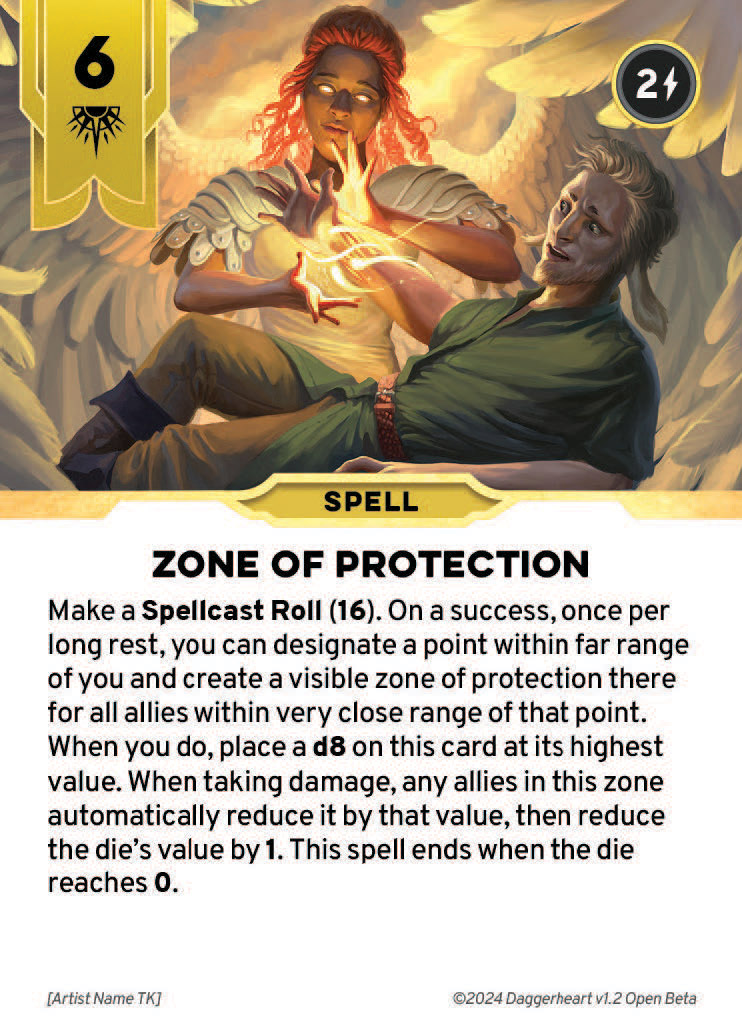 6
2
SPELL
ZONE OF PROTECTION
Make a Spellcast Roll (16). On a success, once per
long rest, you can designate a point within far range
of you and create a visible zone of protection there
for all allies within very close range of that point.
When you do, place a d8 on this card at its highest
value. When taking damage, any allies in this zone
automatically reduce it by that value, then reduce
the die's value by 1. This spell ends when the die
reaches 0.
[Artist Name TK]
©2024 Daggerheart v1.2 Open Beta